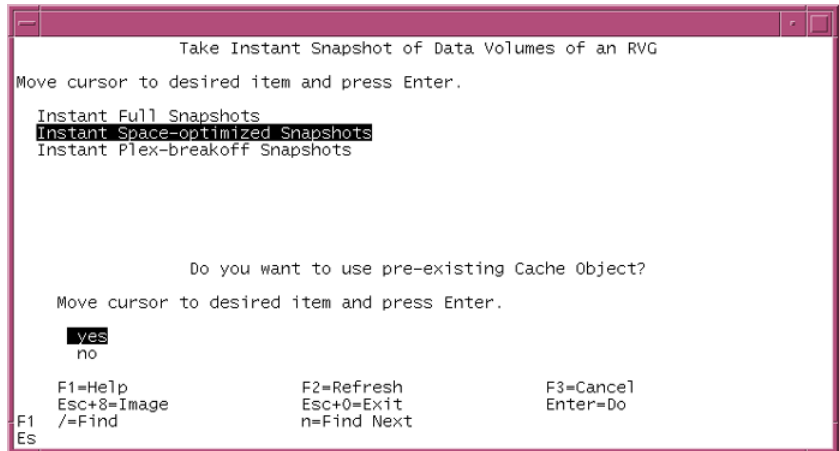 Take Instant Snapshot of Data Volumes of an RVG
Move cursor to desired item and press Enter.
Instant Full Snapshots
Instant Space-optimized Snapshots
Instant Plex-breakoff Snapshots
Do you want to use pre-existing Cache Object?
Move cursor to desired item and press Enter.
yes
no
F1=Help F2=Refresh F3=Cancel
Esc+8=Image Esc+0=Exit Enter=Do
F1 /=Find n=Find Next
Es